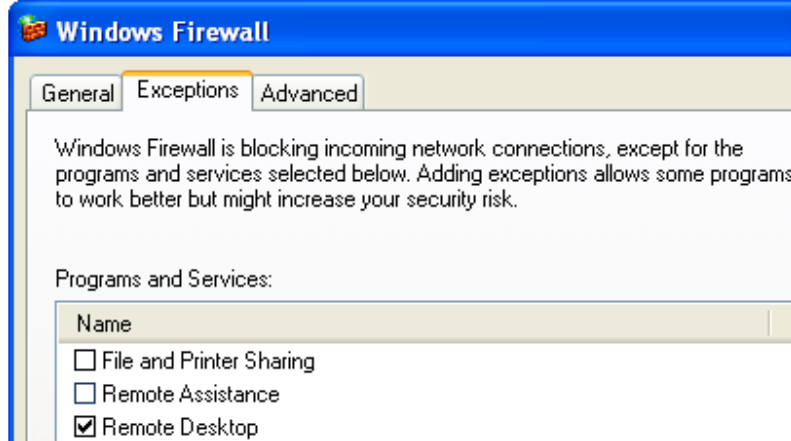 Windows Firewall
General Exceptions Advanced
Windows Firewall is blocking incoming network connections, except for the
programs and services selected below. Adding exceptions allows some programs
to work better but might increase your security risk.
Programs and Services:
Name
File and Printer Sharing
Remote Assistance
Remote Desktop